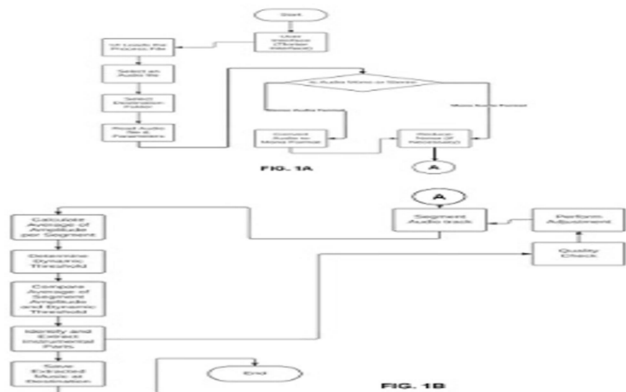 Start
User
Interface
(Tkinter
Interface)
UI Loads the
Process File
Select an
Audio file
Select
Destination
Folder
Read Audio
file &
Parameters
Is Audio Mono or Stereo
Stereo Audio Format
Mono Audio Format
Convert
Audio to
Mono Format
Reduce
Noise (If
Necessary)
A
FIG. 1A
A
Segment
Audio track
Perform
Adjustment
Quality
Check
Calculate
Average of
Amplitude
per Segment
Determine
Dynamic
Threshold
Compare
Average of
Segment
Amplitude
and Dynamic
Threshold
Identify and
Extract
Instrumental
Parts
Save
Extracted
Music at
Destination
End
FIG. 1B